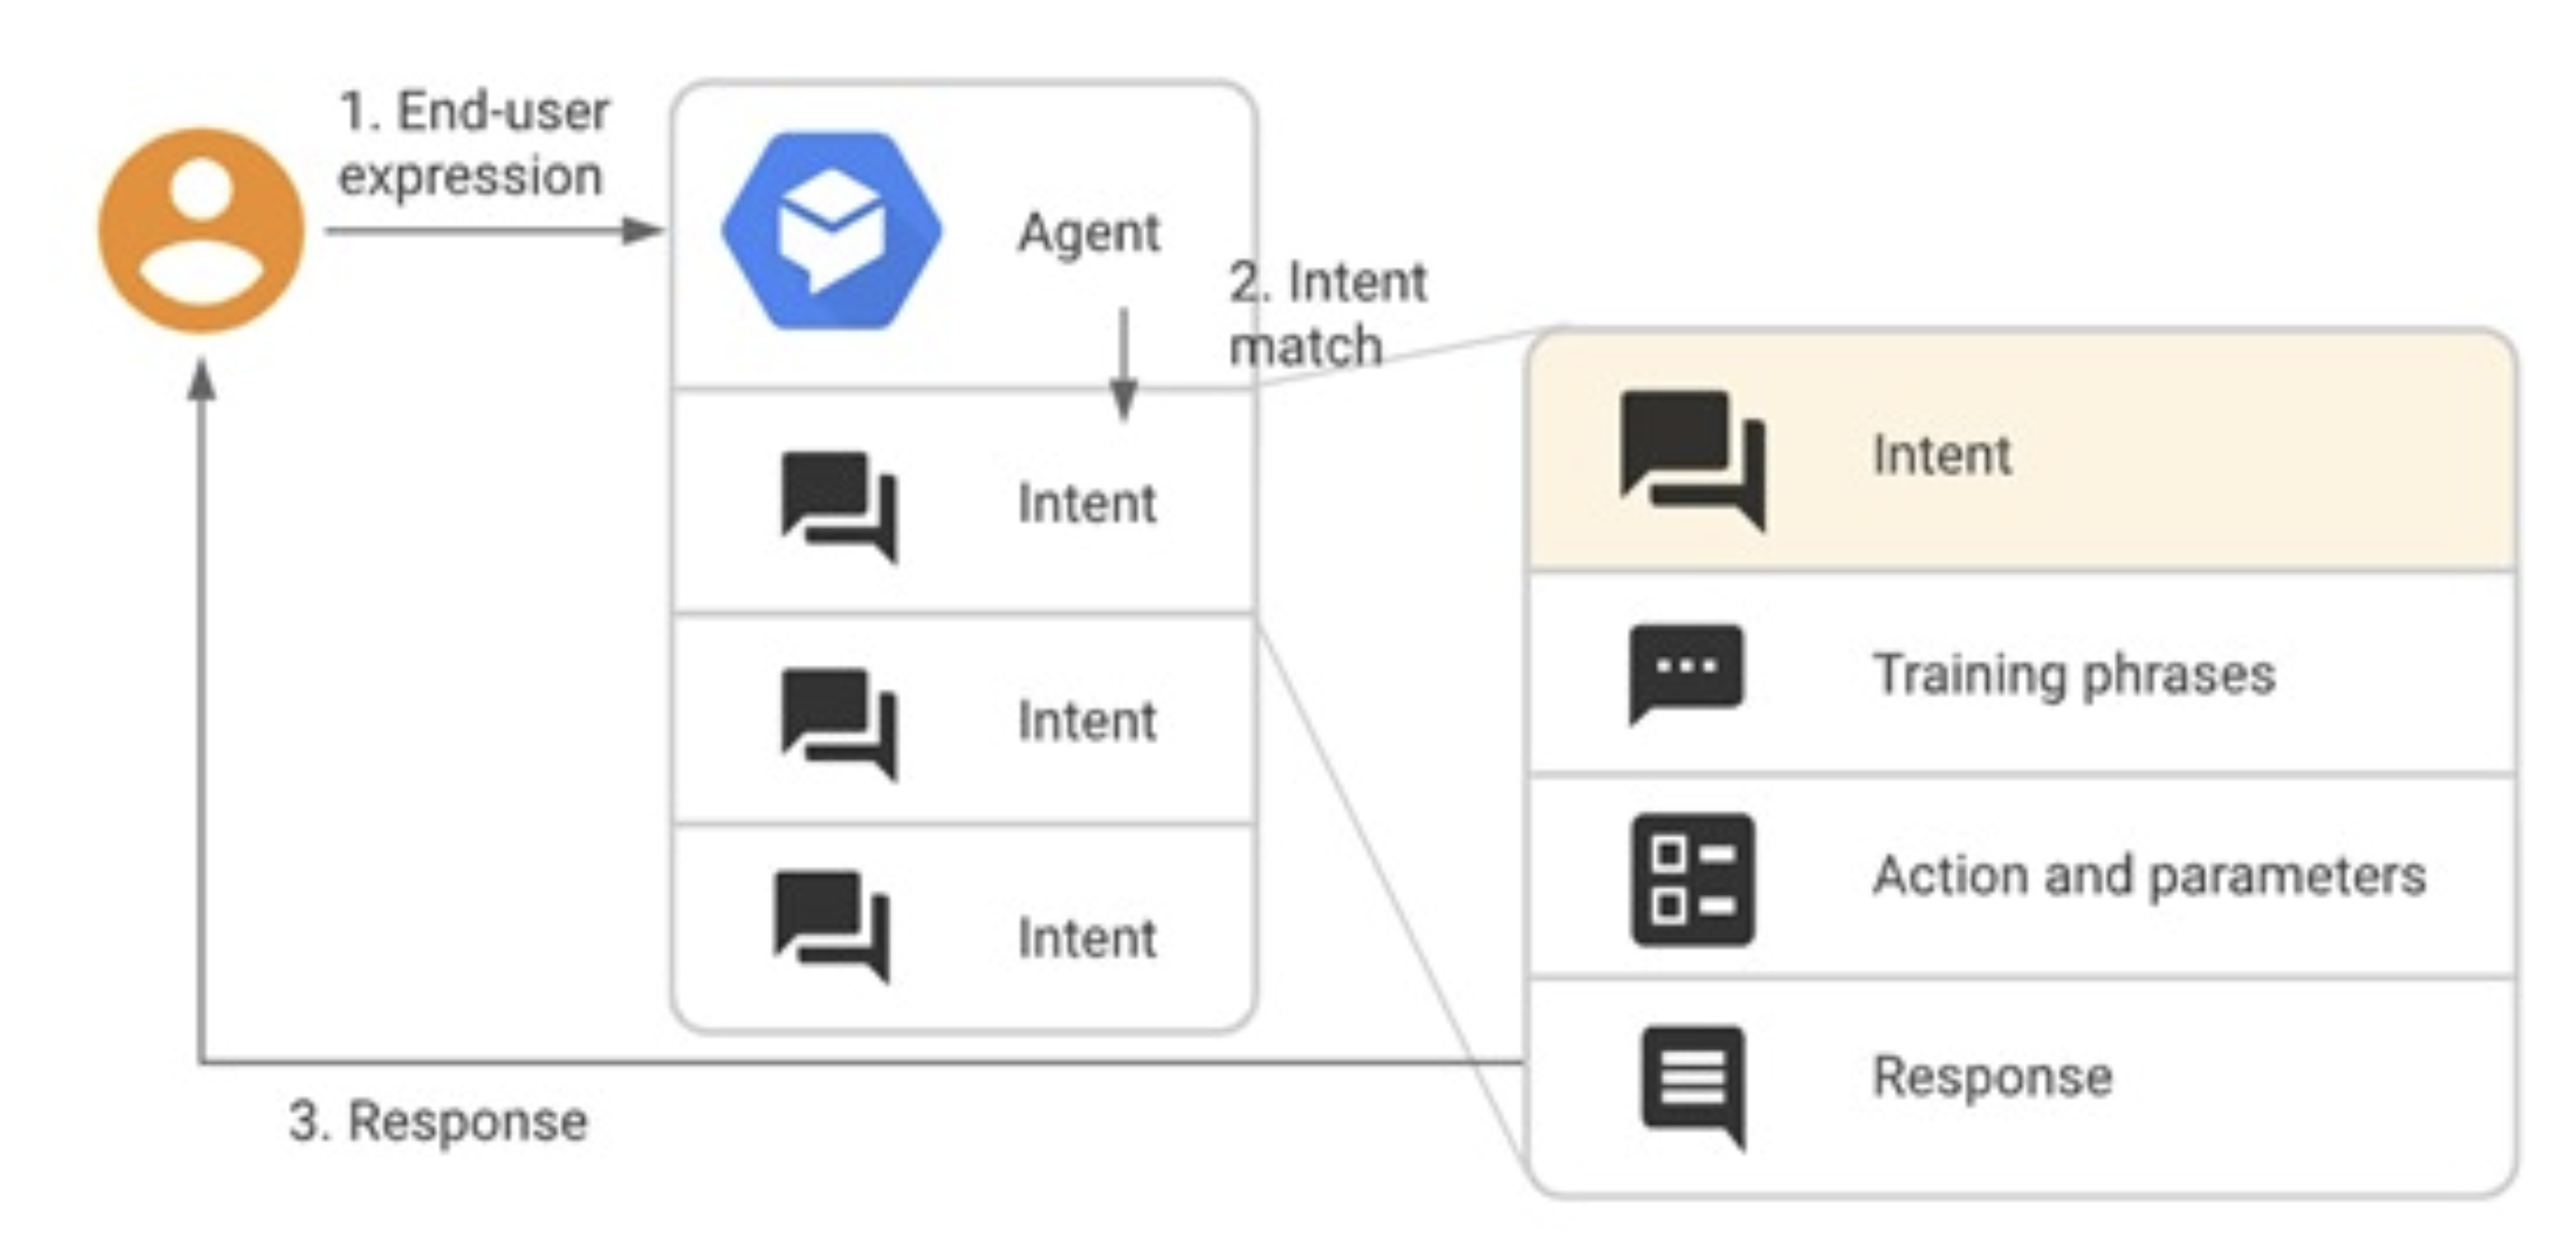 1. End-user
expression
Agent
2. Intent
match
Intent
Intent
Intent
Intent
Training phrases
Action and parameters
Response
3. Response